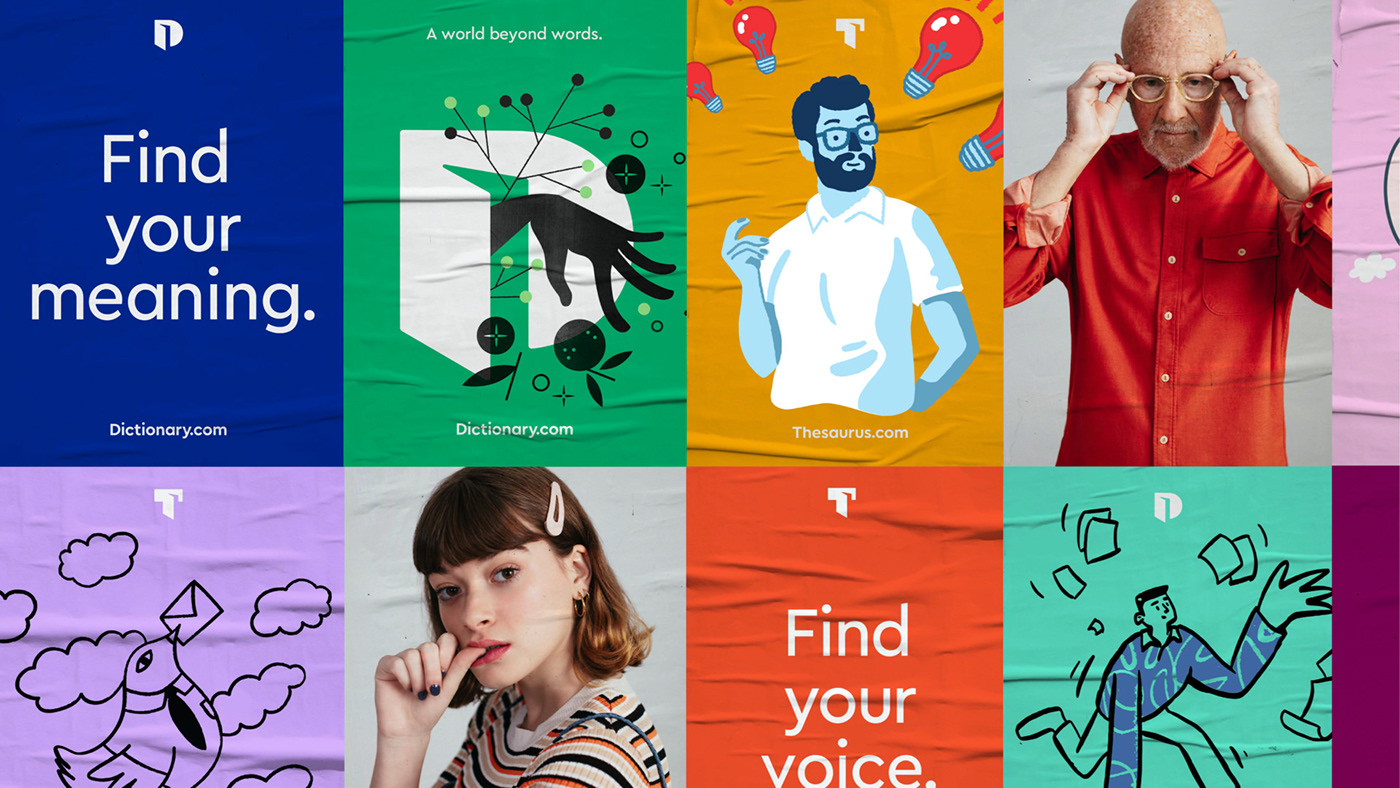 Find
your
meaning.
Dictionary.com
A world beyond words.
Dictionary.com
Thesaurus.com
Find
your
voice.